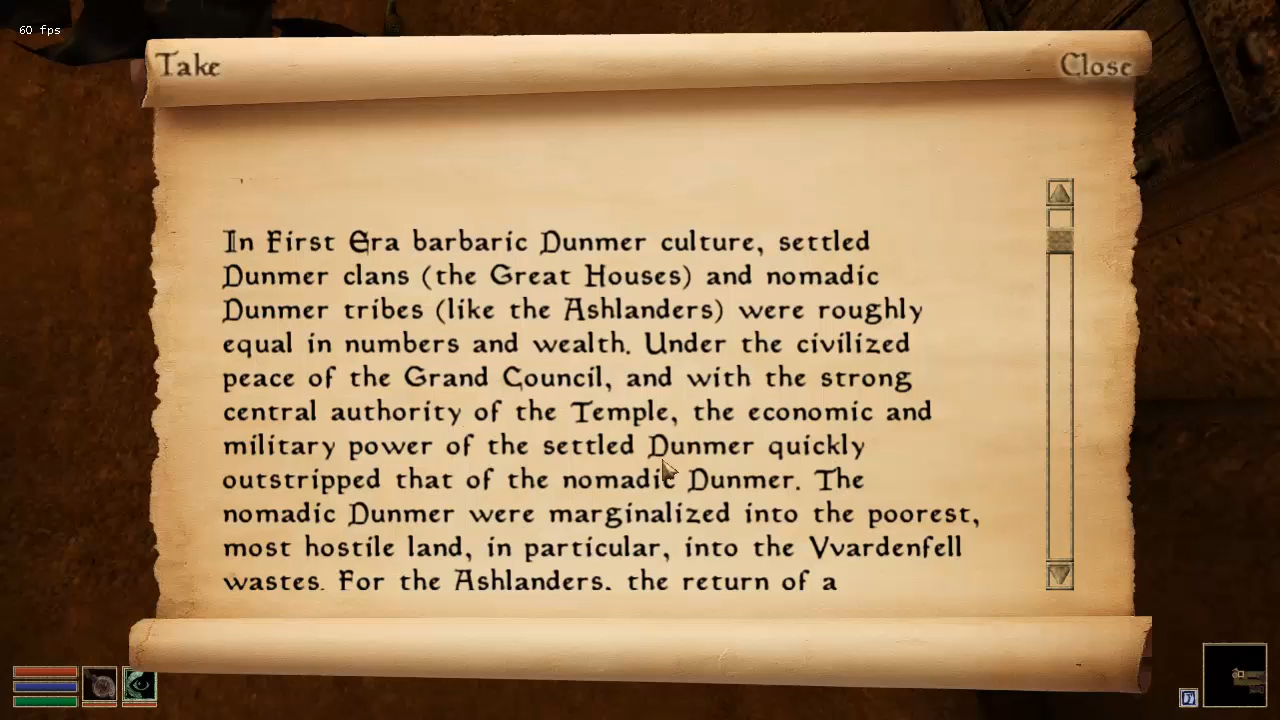 60 fps
Take
Close
In First Era barbaric Dunmer culture, settled
Dunmer clans (the Great Houses) and nomadic
Dunmer tribes (like the Ashlanders) were roughly
equal in numbers and wealth. Under the civilized
peace of the Grand Council, and with the strong
central authority of the Temple, the economic and
military power of the settled Dunmer quickly
outstripped that of the nomadic Dunmer. The
nomadic Dunmer were marginalized into the poorest,
most hostile land, in particular, into the Vvardenfell
wastes. For the Ashlanders, the return of a